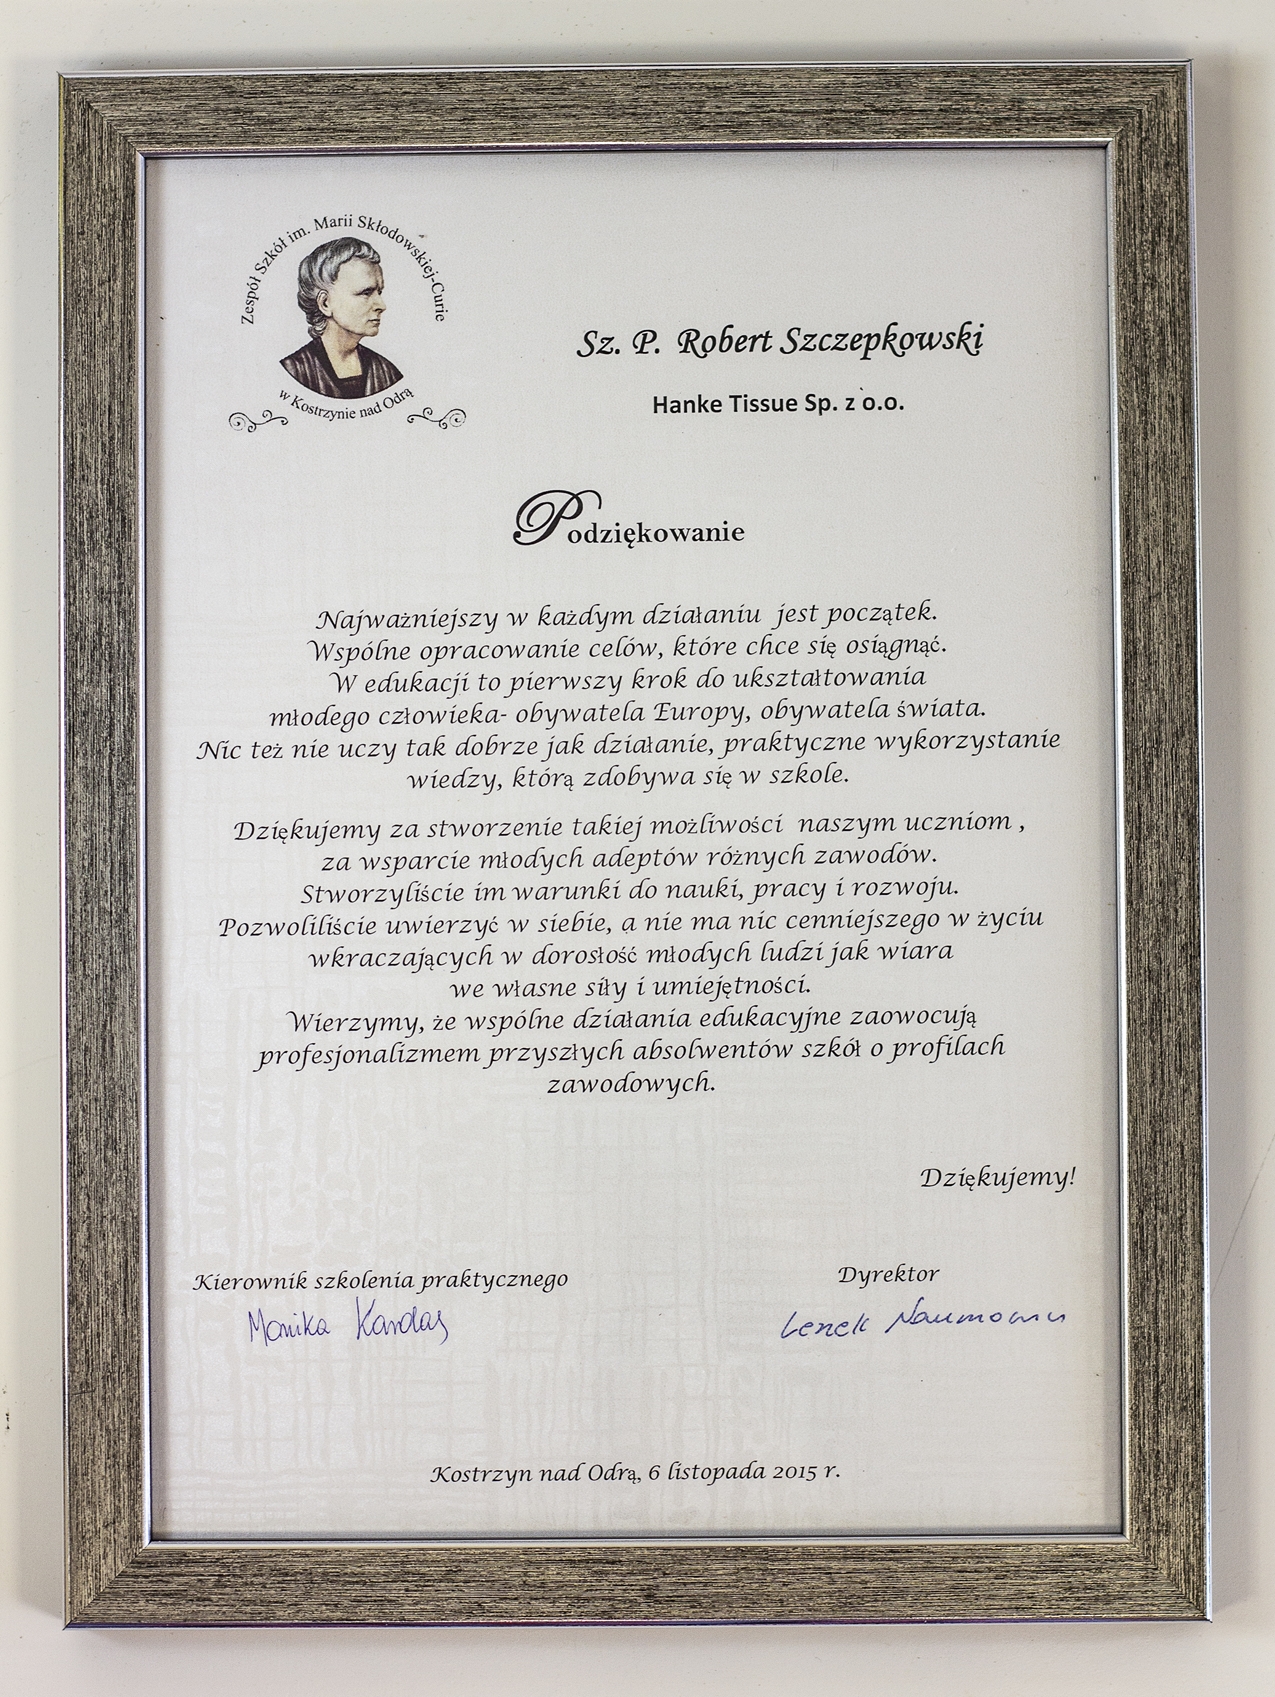 Zespół Szkół im. Marii Skłodowskiej-Curie
w Kostrzynie nad Odrą
Sz. P. Robert Szczepkowski
Hanke Tissue Sp. z o.o.
Podziękowanie
Najważniejszy w każdym działaniu jest początek.
Wspólne opracowanie celów, które chce się osiągnąć.
W edukacji to pierwszy krok do ukształtowania
młodego człowieka- obywatela Europy, obywatela świata.
Nic też nie uczy tak dobrze jak działanie, praktyczne wykorzystanie
wiedzy, którą zdobywa się w szkole.
Dziękujemy za stworzenie takiej możliwości naszym uczniom ,
za wsparcie młodych adeptów różnych zawodów.
Stworzyliście im warunki do nauki, pracy i rozwoju.
Pozwoliliście uwierzyć w siebie, a nie ma nic cenniejszego w życiu
wkraczających w dorosłość młodych ludzi jak wiara
we własne siły i umiejętności.
Wierzymy, że wspólne działania edukacyjne zaowocują
profesjonalizmem przyszłych absolwentów szkół o profilach
zawodowych.
Dziękujemy!
Kierownik szkolenia praktycznego
Dyrektor
Monika Kardaś
Kostrzyn nad Odrą, 6 listopada 2015 r.